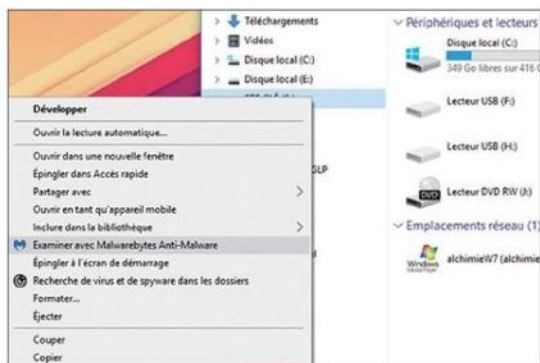 Téléchargements
Vidéos
Disque local (C:)
Disque local (E:)
Développer
Ouvrir la lecture automatique...
Ouvrir dans une nouvelle fenêtre
Épingler dans Accès rapide
Partager avec
Ouvrir en tant qu'appareil mobile
Inclure dans la bibliothèque
Examiner avec Malwarebytes Anti-Malware
Épingler à l'écran de démarrage
Recherche de virus et de spyware dans les dossiers
Formater...
Éjecter
Couper
Copier
GLP
Périphériques et lecteurs
Disque local (C:)
349 Go libres sur 416 G
Lecteur USB (F:)
Lecteur USB (H:)
DVD
Lecteur DVD RW (J:)
Emplacements réseau (1)
Windows
Media Player
alchimieW7 (alchimie